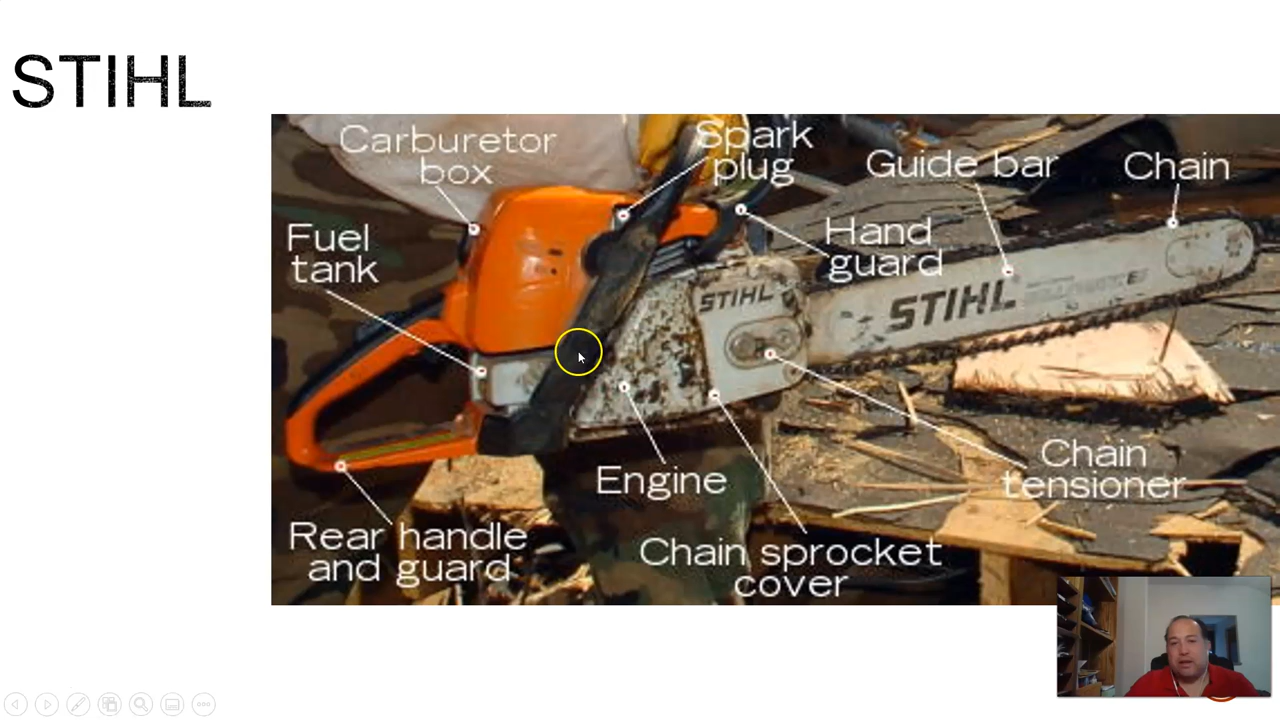 STIHL
Carburetor
box
Spark
plug
Guide bar
Chain
Fuel
tank
Hand
guard
STIHL
STIHL
Engine
Chain
tensioner
Rear handle
and guard
Chain sprocket
cover